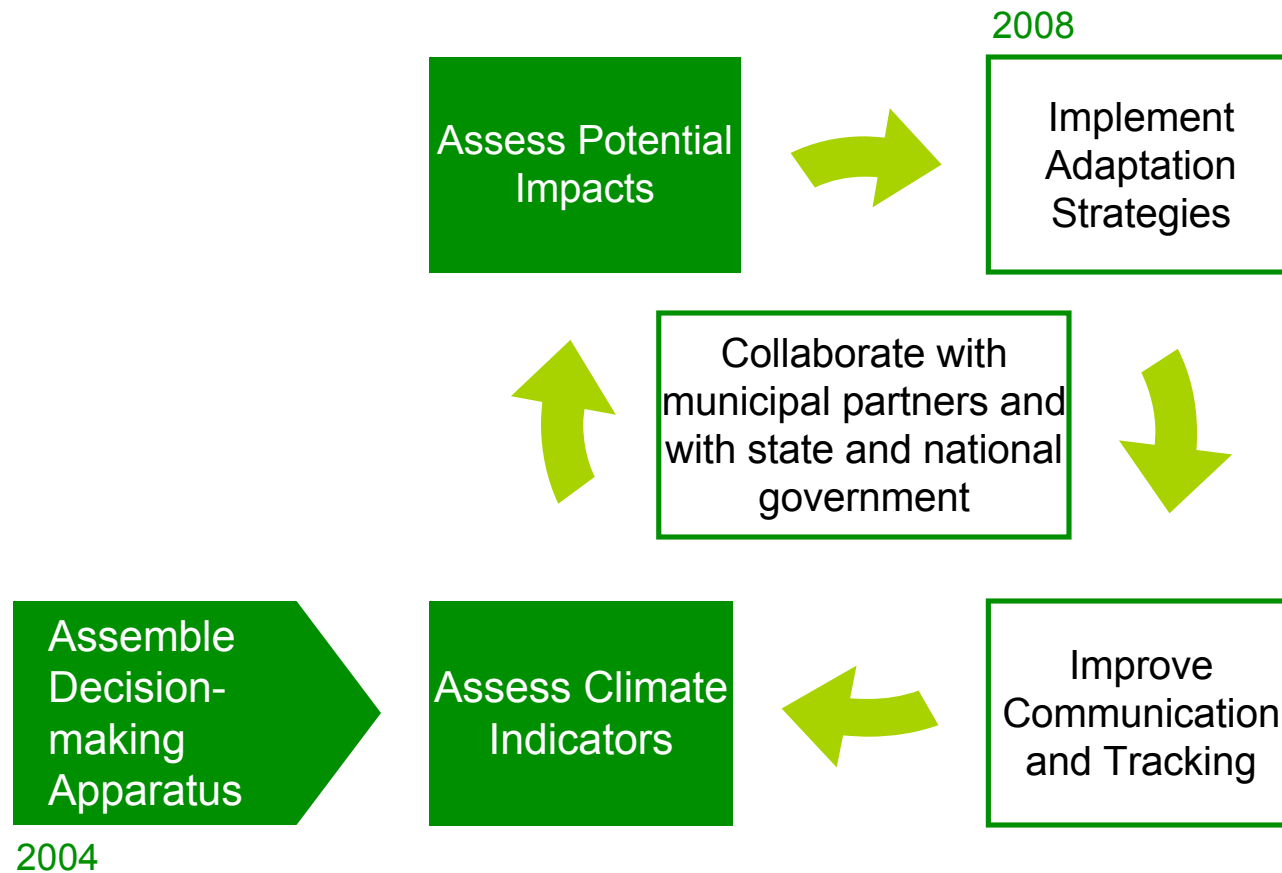 2008
Assess Potential
Impacts
Implement
Adaptation
Strategies
Collaborate with
municipal partners and
with state and national
government
Assemble
Decision-
making
Apparatus
Assess Climate
Indicators
Improve
Communication
and Tracking
2004